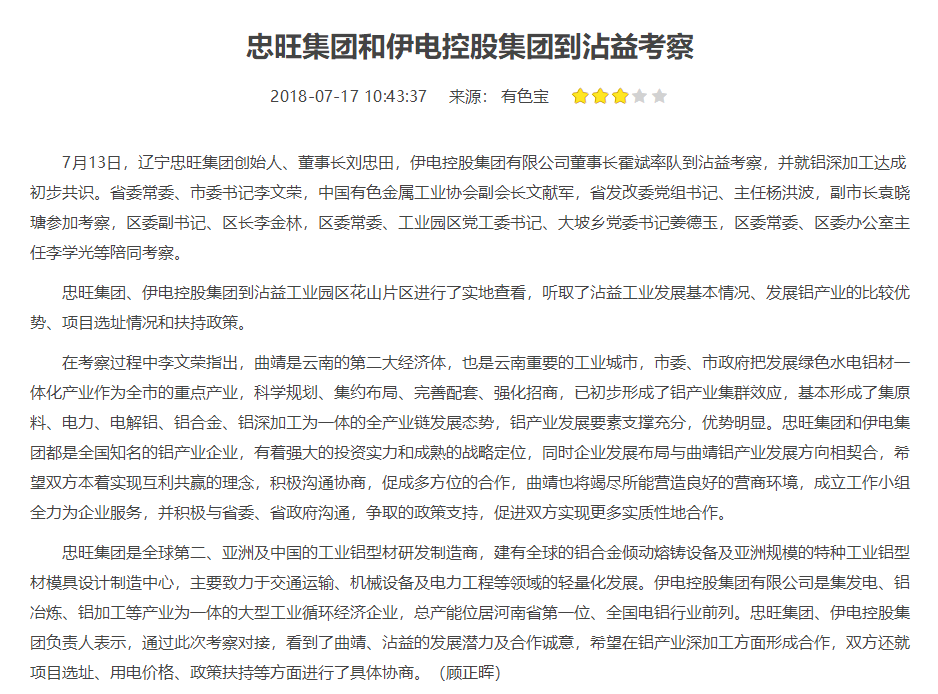 忠旺集团和伊电控股集团到沾益考察
2018-07-17 10:43:37 来源： 有色宝
7月13日，辽宁忠旺集团创始人、董事长刘忠田，伊电控股集团有限公司董事长霍斌率队到沾益考察，并就铝深加工达成
初步共识。省委常委、市委书记李文荣，中国有色金属工业协会副会长文献军，省发改委党组书记、主任杨洪波，副市长袁晓
瑭参加考察，区委副书记、区长李金林，区委常委、工业园区党工委书记、大坡乡党委书记姜德玉，区委常委、区委办公室主
任李学光等陪同考察。
忠旺集团、伊电控股集团到沾益工业园区花山片区进行了实地查看，听取了沾益工业发展基本情况、发展铝产业的比较优
势、项目选址情况和扶持政策。
在考察过程中李文荣指出，曲靖是云南的第二大经济体，也是云南重要的工业城市，市委、市政府把发展绿色水电铝材一
体化产业作为全市的重点产业，科学规划、集约布局、完善配套、强化招商，已初步形成了铝产业集群效应，基本形成了集原
料、电力、电解铝、铝合金、铝深加工为一体的全产业链发展态势，铝产业发展要素支撑充分，优势明显。忠旺集团和伊电集
团都是全国知名的铝产业企业，有着强大的投资实力和成熟的战略定位，同时企业发展布局与曲靖铝产业发展方向相契合，希
望双方本着实现互利共赢的理念，积极沟通协商，促成多方位的合作，曲靖也将竭尽所能营造良好的营商环境，成立工作小组
全力为企业服务，并积极与省委、省政府沟通，争取的政策支持，促进双方实现更多实质性地合作。
忠旺集团是全球第二、亚洲及中国的工业铝型材研发制造商，建有全球的铝合金倾动熔铸设备及亚洲规模的特种工业铝型
材模具设计制造中心，主要致力于交通运输、机械设备及电力工程等领域的轻量化发展。伊电控股集团有限公司是集发电、铝
冶炼、铝加工等产业为一体的大型工业循环经济企业，总产能位居河南省第一位、全国电铝行业前列。忠旺集团、伊电控股集
团负责人表示，通过此次考察对接，看到了曲靖、沾益的发展潜力及合作诚意，希望在铝产业深加工方面形成合作，双方还就
项目选址、用电价格、政策扶持等方面进行了具体协商。（顾正晖）